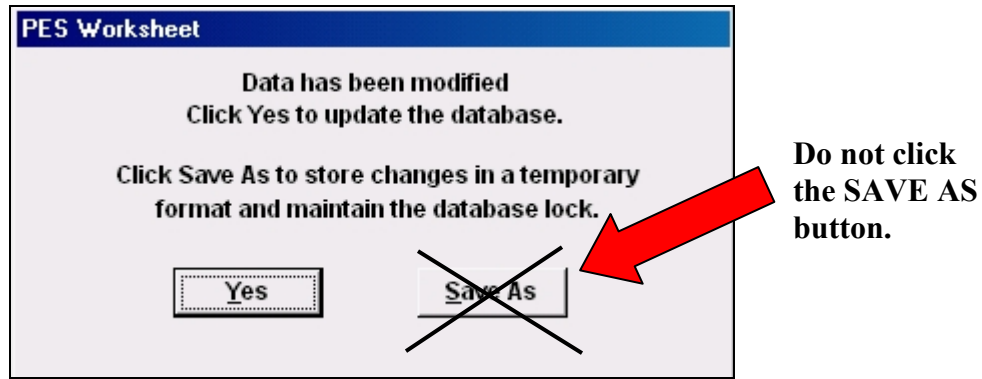 PES Worksheet
Data has been modified
Click Yes to update the database.
Click Save As to store changes in a temporary
format and maintain the database lock.
Yes
Save As
Do not click
the SAVE AS
button.